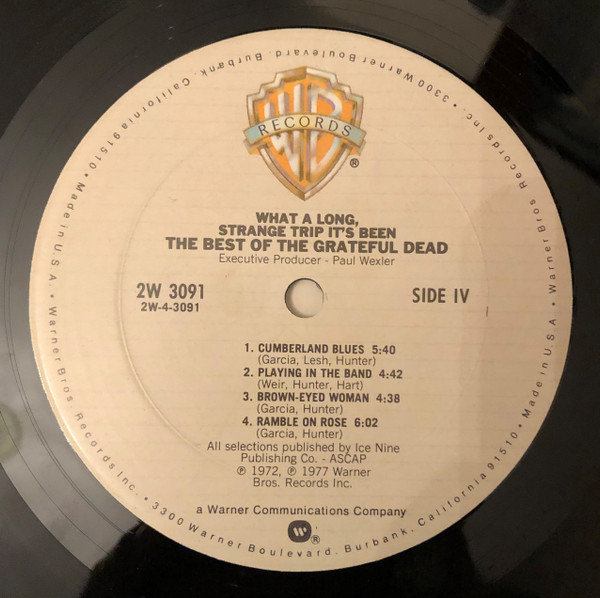 WB
RECORDS
®
WHAT A LONG,
STRANGE TRIP IT'S BEEN
THE BEST OF THE GRATEFUL DEAD
Executive Producer - Paul Wexler
2W 3091
2W-4-3091
SIDE IV
1. CUMBERLAND BLUES 5:40
(Garcia, Lesh, Hunter)
2. PLAYING IN THE BAND 4:42
(Weir, Hunter, Hart)
3. BROWN-EYED WOMAN 4:38
(Garcia, Hunter)
4. RAMBLE ON ROSE 6:02
(Garcia, Hunter)
All selections published by Ice Nine
Publishing Co. - ASCAP
℗ 1972, ℗ 1977 Warner
Bros. Records Inc.
a Warner Communications Company
®
Made in U.S.A. • Warner Bros. Records Inc. • 3300 Warner Boulevard, Burbank, California 91510 • Made in U.S.A. • Warner Bros. Records Inc. • 3300 Warner Boulevard, Burbank, California 91510 •